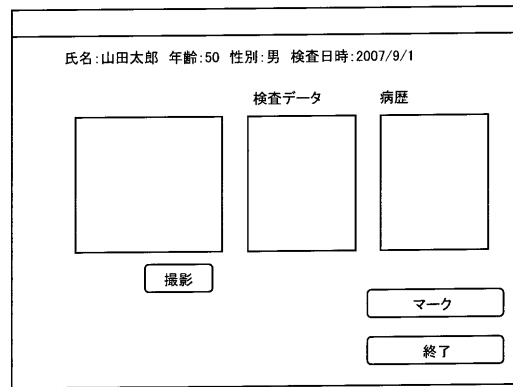 氏名:山田太郎 年齢:50 性別:男 検査日時:2007/9/1
検査データ 病歴
撮影
マーク
終了